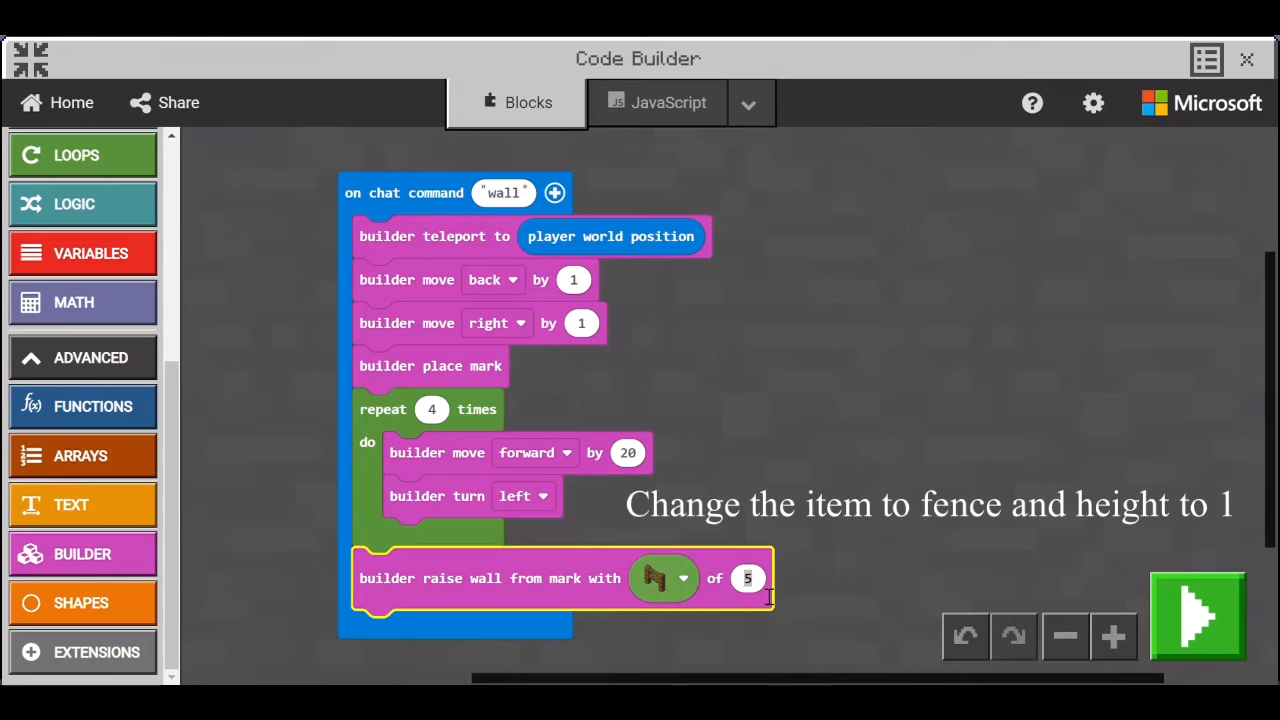 Code Builder
Home
Share
Blocks
JS JavaScript
Microsoft
LOOPS
LOGIC
VARIABLES
MATH
ADVANCED
f(x) FUNCTIONS
ARRAYS
TEXT
BUILDER
SHAPES
EXTENSIONS
on chat command "wall"
builder teleport to player world position
builder move back by 1
builder move right by 1
builder place mark
repeat 4 times
do
builder move forward by 20
builder turn left
Change the item to fence and height to 1
builder raise wall from mark with of 5